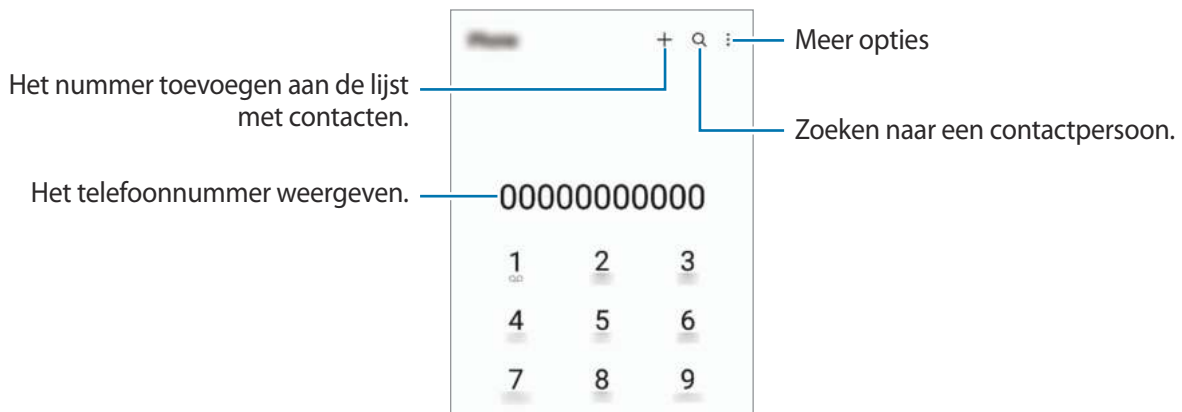 Meer opties
Het nummer toevoegen aan de lijst
met contacten.
Zoeken naar een contactpersoon.
Het telefoonnummer weergeven.
00000000000
1 2 3
4 5 6
7 8 9